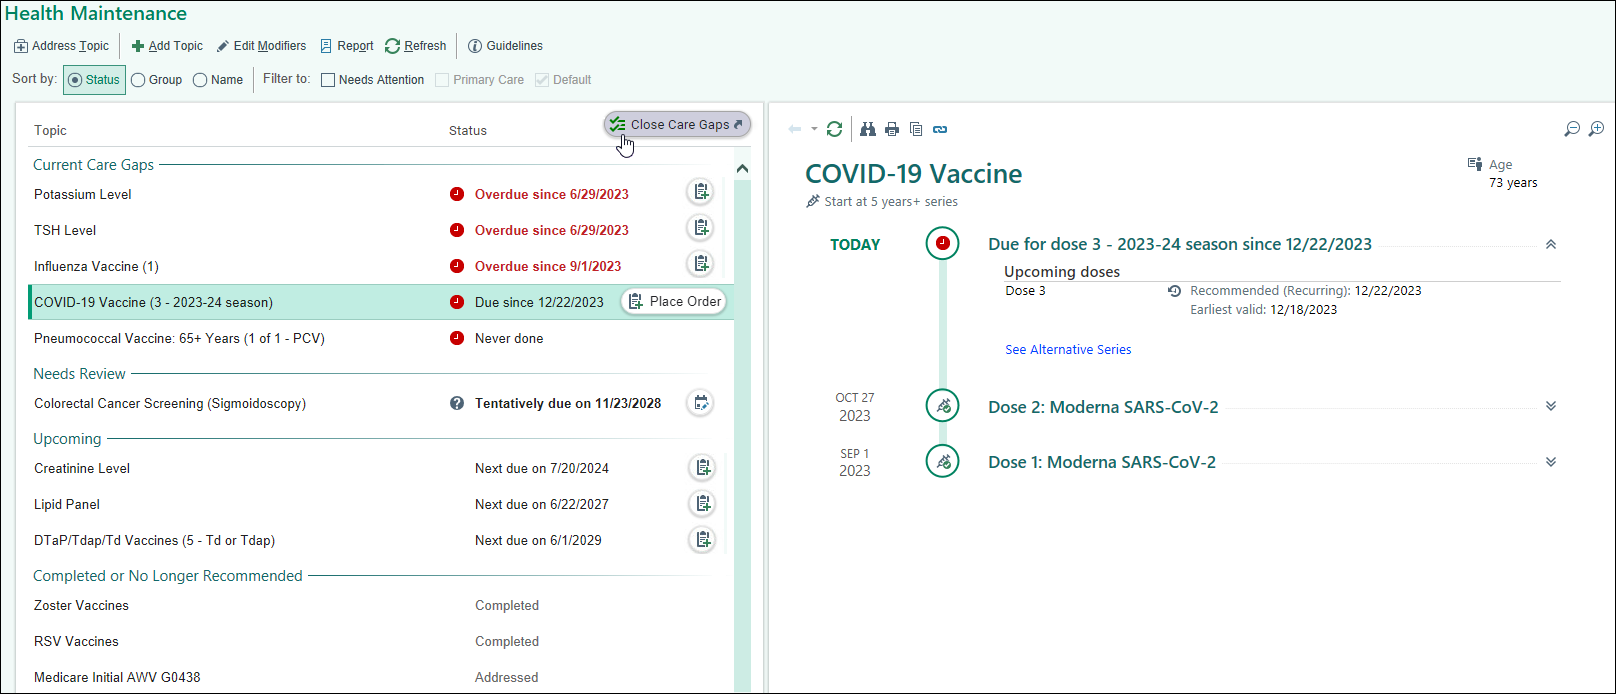 Health Maintenance
Address Topic Add Topic Edit Modifiers Report Refresh Guidelines
Sort by: Status Group Name Filter to: Needs Attention Primary Care Default
Topic Status Close Care Gaps
Current Care Gaps
Potassium Level Overdue since 6/29/2023
TSH Level Overdue since 6/29/2023
Influenza Vaccine (1) Overdue since 9/1/2023
COVID-19 Vaccine (3 - 2023-24 season) Due since 12/22/2023 Place Order
Pneumococcal Vaccine: 65+ Years (1 of 1 - PCV) Never done
Needs Review
Colorectal Cancer Screening (Sigmoidoscopy) Tentatively due on 11/23/2028
Upcoming
Creatinine Level Next due on 7/20/2024
Lipid Panel Next due on 6/22/2027
DTaP/Tdap/Td Vaccines (5 - Td or Tdap) Next due on 6/1/2029
Completed or No Longer Recommended
Zoster Vaccines Completed
RSV Vaccines Completed
Medicare Initial AWV G0438 Addressed
COVID-19 Vaccine
Start at 5 years+ series
Age
73 years
TODAY Due for dose 3 - 2023-24 season since 12/22/2023
Upcoming doses
Dose 3 Recommended (Recurring): 12/22/2023
Earliest valid: 12/18/2023
See Alternative Series
OCT 27
2023
Dose 2: Moderna SARS-CoV-2
SEP 1
2023
Dose 1: Moderna SARS-CoV-2